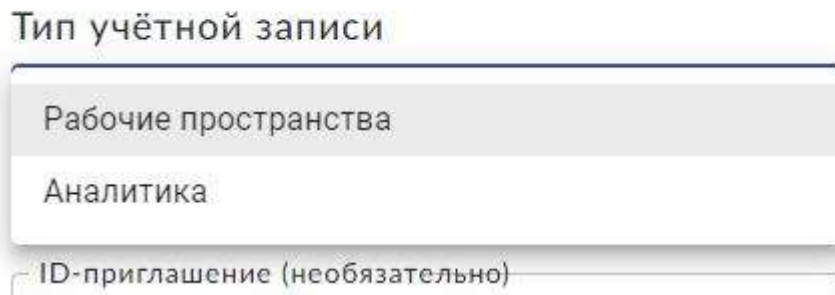 Тип учётной записи
Рабочие пространства
Аналитика
ID-приглашение (необязательно)